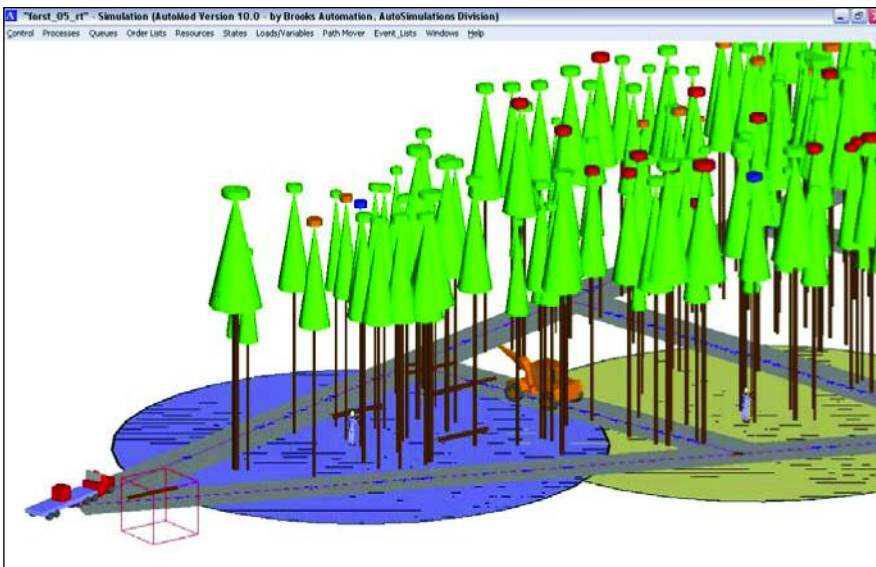 "forst_05_rt" - Simulation (AutoMod Version 10.0 - by Brooks Automation, AutoSimulations Division)
Control Processes Queues Order Lists Resources States Loads/Variables Path Mover Event_Lists Windows Help